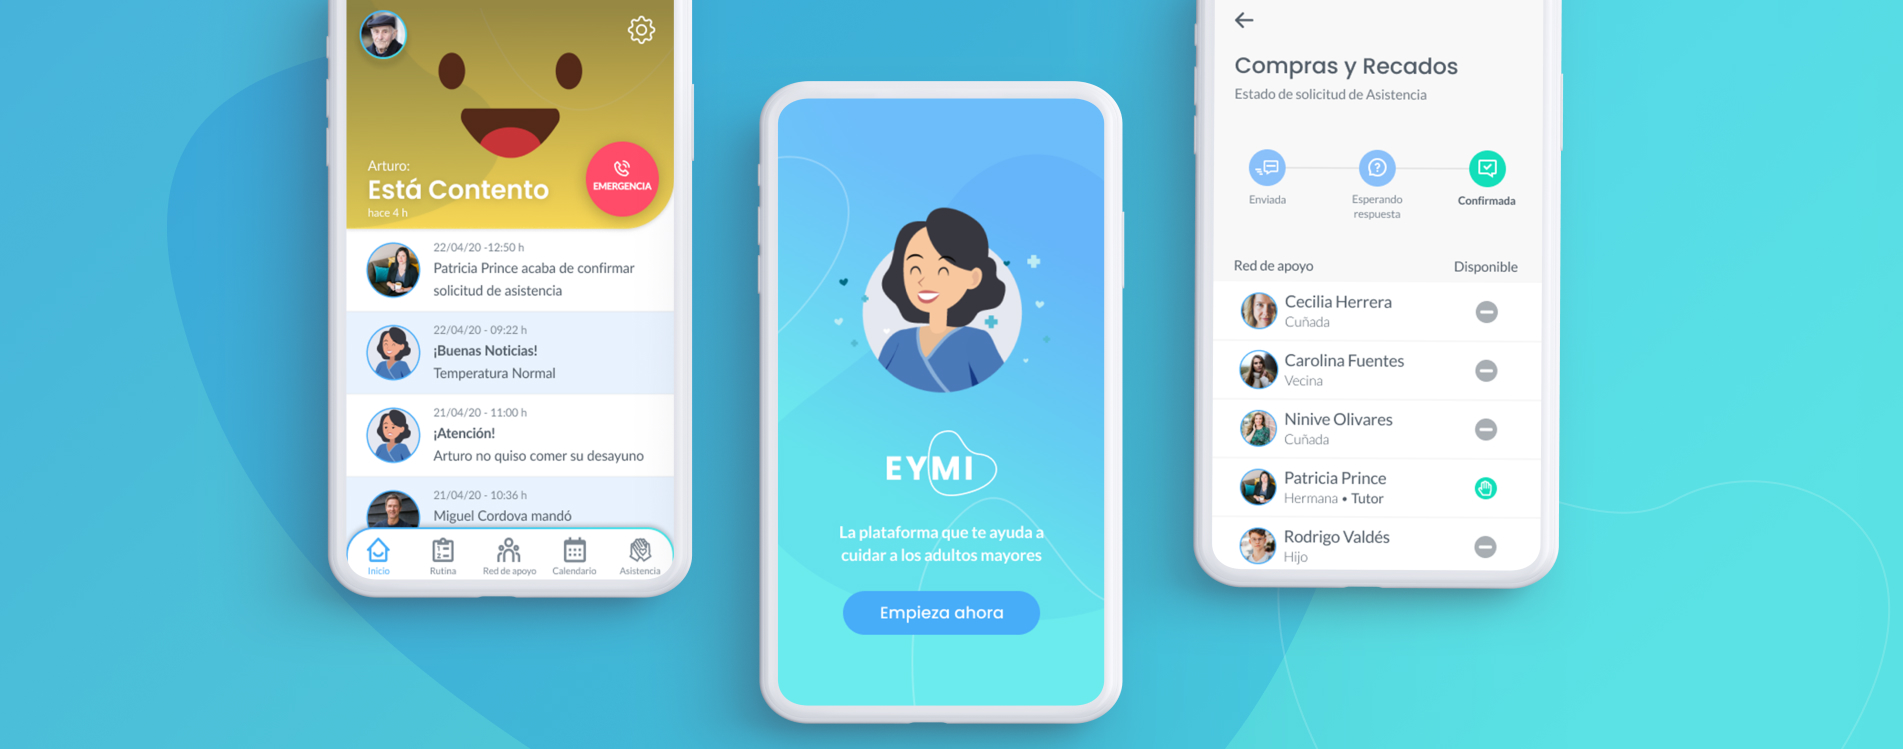 Arturo:
Está Contento
hace 4 h
EMERGENCIA
22/04/20 -12:50 h
Patricia Prince acaba de confirmar
solicitud de asistencia
22/04/20 - 09:22 h
¡Buenas Noticias!
Temperatura Normal
21/04/20 - 11:00 h
¡Atención!
Arturo no quiso comer su desayuno
21/04/20 - 10:36 h
Miguel Cordova mandó
Inicio
Rutina
Red de apoyo
Calendario
Asistencia
EYMI
La plataforma que te ayuda a
cuidar a los adultos mayores
Empieza ahora
Compras y Recados
Estado de solicitud de Asistencia
Enviada
Esperando
respuesta
Confirmada
Red de apoyo
Disponible
Cecilia Herrera
Cuñada
Carolina Fuentes
Vecina
Ninive Olivares
Cuñada
Patricia Prince
Hermana • Tutor
Rodrigo Valdés
Hijo